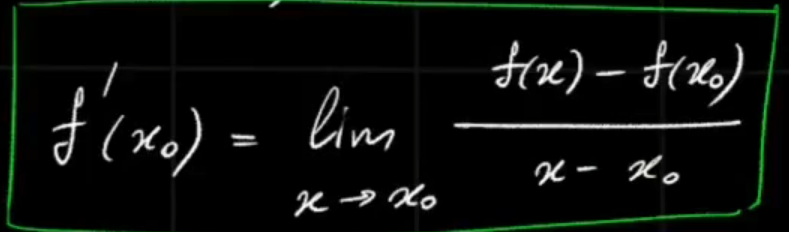 f'(x₀) = lim x → x₀ f(x) - f(x₀) / x - x₀